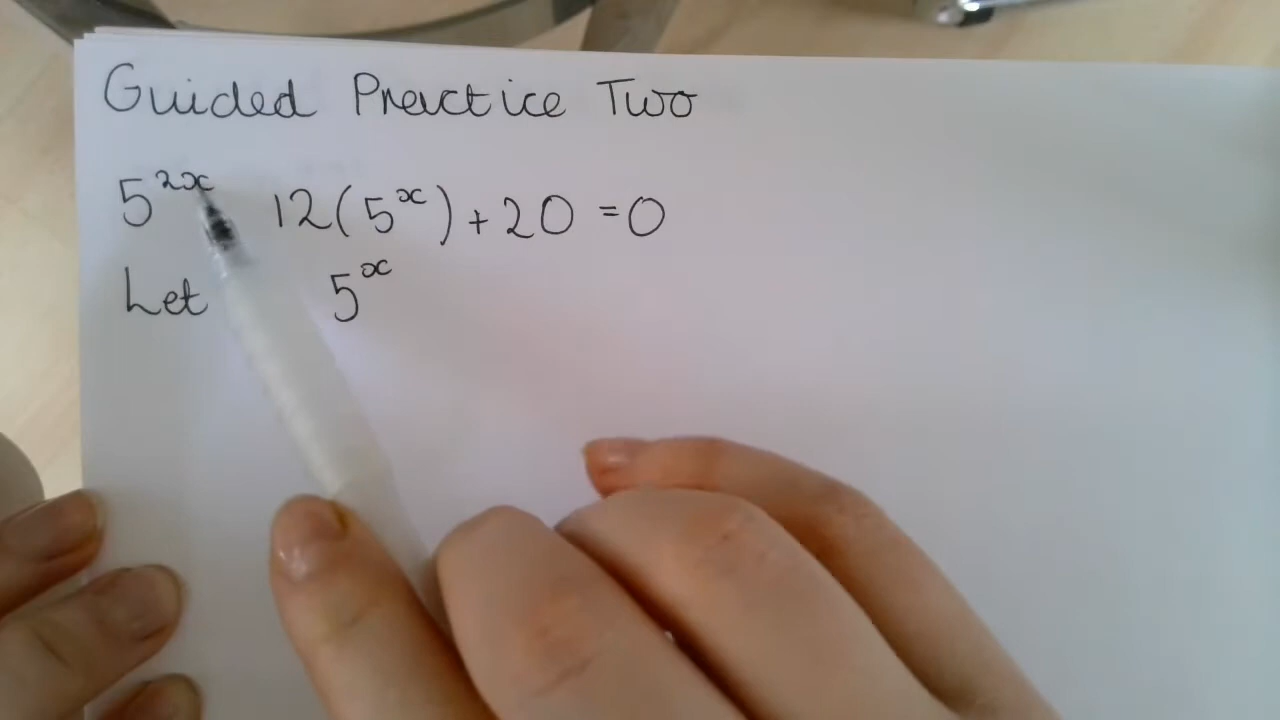 Guided Practice Two
5^{2x} 12(5^x) + 20 = 0
Let 5^x